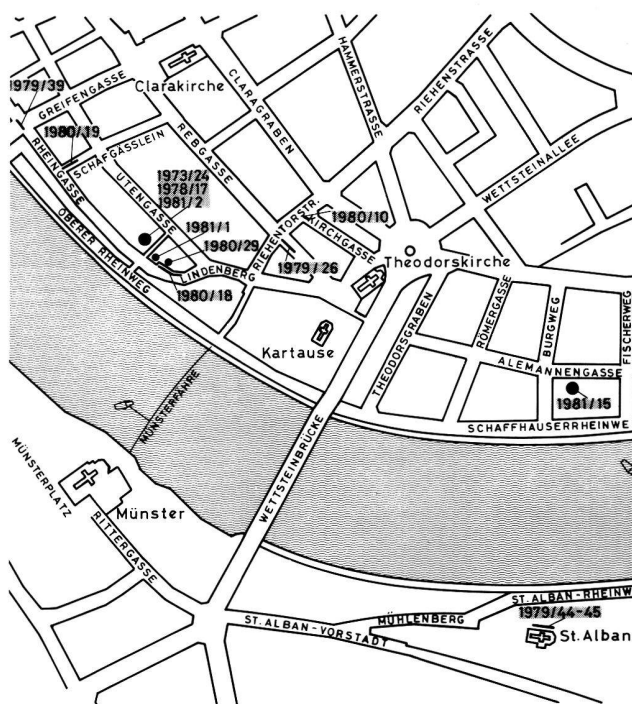 Clarakirche
1979/39
GREIFENGASSE
1980/19
RHEINGASSE
SCHAFGÄSSLEIN
REBGASSE
CLARAGRABEN
HAMMERSTRASSE
RIEHENSTRASSE
WETTSTEINALLEE
UTENGASSE
1973/24
1978/17
1981/2
1981/1
1980/29
1980/18
OBERER RHEINWEG
LINDENBERG
RIEHENTORSTR.
KIRCHGASSE
1980/10
1979/26
Theodorskirche
Kartause
THEODORSGRABEN
RÖMERGASSE
BURGWEG
FISCHERWEG
ALEMANNENGASSE
1981/15
SCHAFFHAUSERRHEINWE
MÜNSTERFÄHRE
WETTSTEINBRÜCKE
MÜNSTERPLATZ
Münster
RITTERGASSE
ST. ALBAN-VORSTADT
MÜHLENBERG
ST. ALBAN-RHEINW
1979/44-45
St. Alban